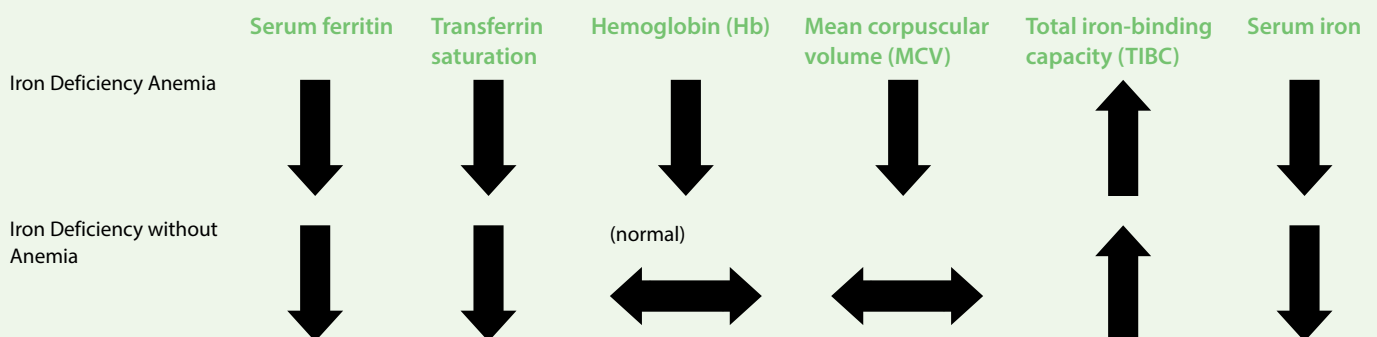 Serum ferritin
Transferrin
saturation
Hemoglobin (Hb)
Mean corpuscular
volume (MCV)
Total iron-binding
capacity (TIBC)
Serum iron
Iron Deficiency Anemia
Iron Deficiency without
Anemia
(normal)